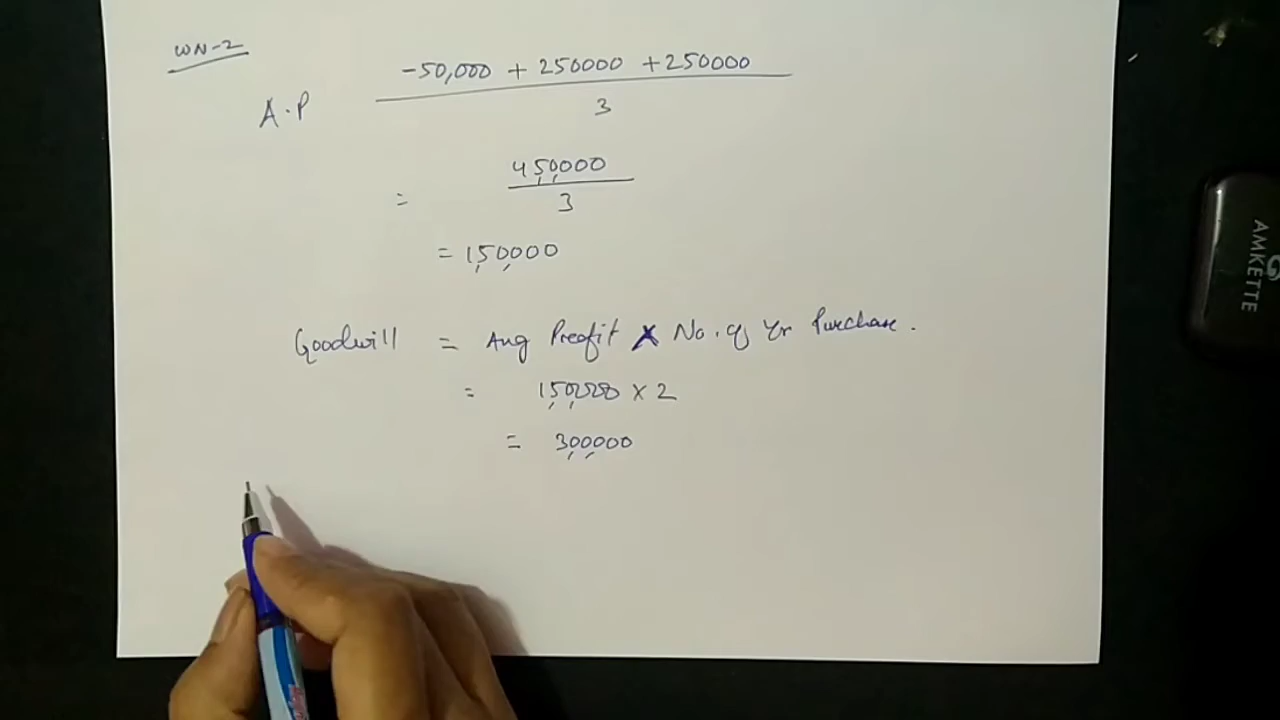 WN-2
-50,000 + 250000 + 250000
A.P
3
450000
=
3
= 150000
Goodwill = Avg Profit X No. of Yr Purchase.
= 150000 x 2
= 300000
AMKETTE